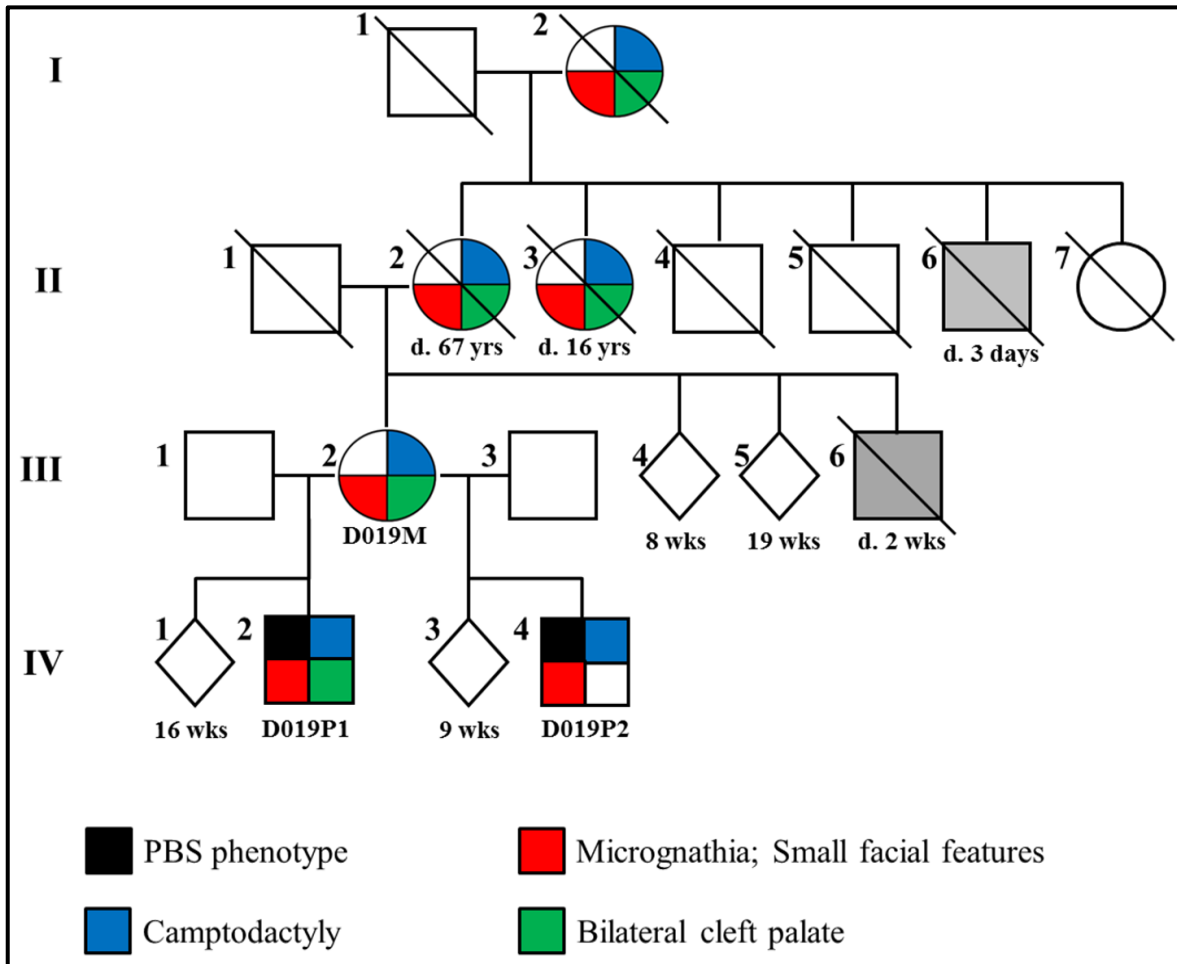 1 2
I
1 2 3 4 5 6 7
II
d. 67 yrs d. 16 yrs d. 3 days
1 2 3 4 5 6
III
D019M 8 wks 19 wks d. 2 wks
1 2 3 4
IV
16 wks D019P1 9 wks D019P2
PBS phenotype Micrognathia; Small facial features
Camptodactyly Bilateral cleft palate